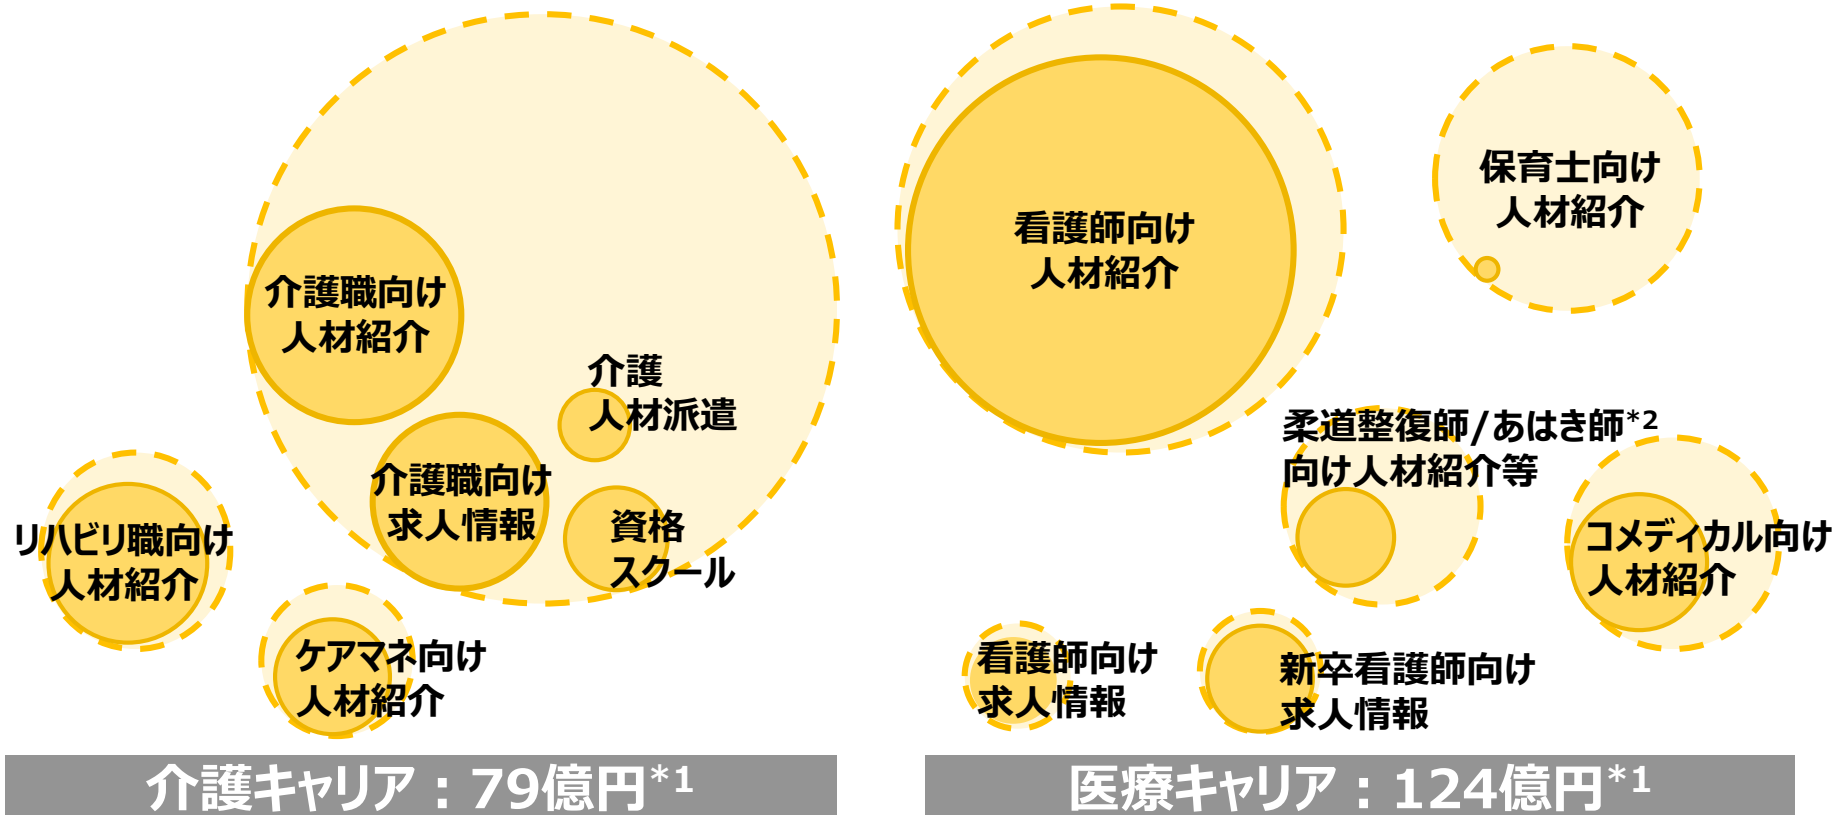 介護職向け
人材紹介
介護
人材派遣
介護職向け
求人情報
資格
スクール
リハビリ職向け
人材紹介
ケアマネ向け
人材紹介
介護キャリア：79億円*1
看護師向け
人材紹介
保育士向け
人材紹介
柔道整復師/あはき師*2
向け人材紹介等
コメディカル向け
人材紹介
看護師向け
求人情報
新卒看護師向け
求人情報
医療キャリア：124億円*1